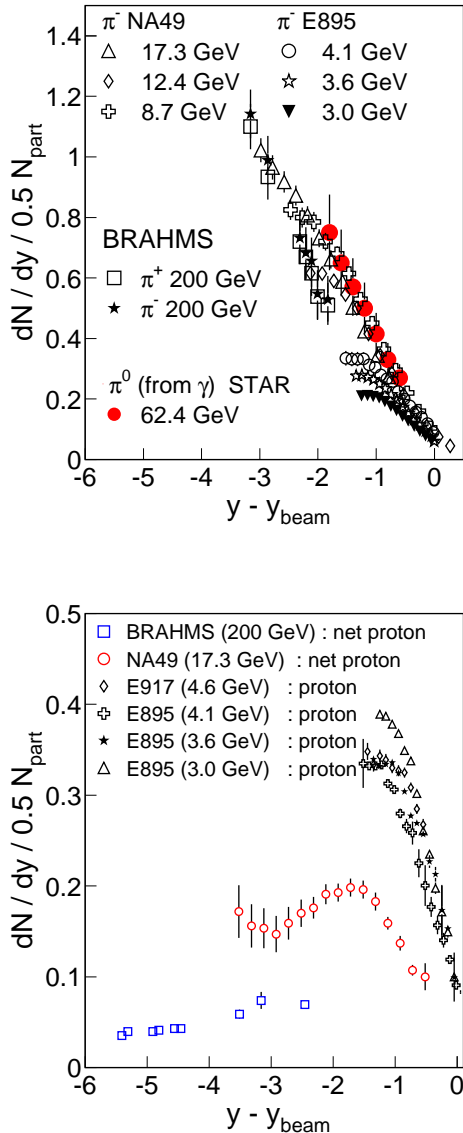 π⁻ NA49 π⁻ E895
17.3 GeV 4.1 GeV
12.4 GeV 3.6 GeV
8.7 GeV 3.0 GeV
BRAHMS
π⁺ 200 GeV
π⁻ 200 GeV
π⁰ (from γ) STAR
62.4 GeV
dN / dy / 0.5 N_part
1.4
1.2
1
0.8
0.6
0.4
0.2
0
-6 -5 -4 -3 -2 -1 0
y - y_beam
BRAHMS (200 GeV) : net proton
NA49 (17.3 GeV) : net proton
E917 (4.6 GeV) : proton
E895 (4.1 GeV) : proton
E895 (3.6 GeV) : proton
E895 (3.0 GeV) : proton
dN / dy / 0.5 N_part
0.5
0.4
0.3
0.2
0.1
0
-6 -5 -4 -3 -2 -1 0
y - y_beam